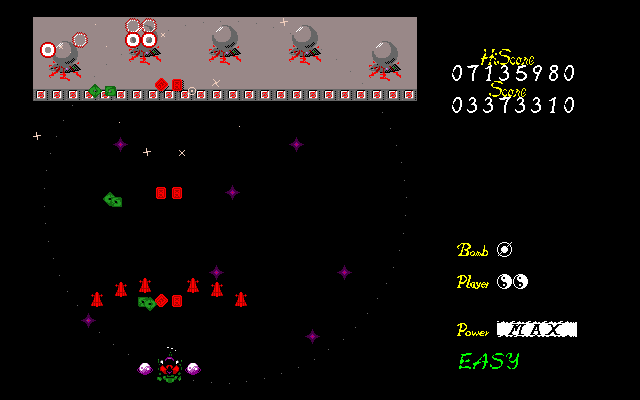 HiScore
07135980
Score
03373310
Bomb
Player
Power MAX
EASY